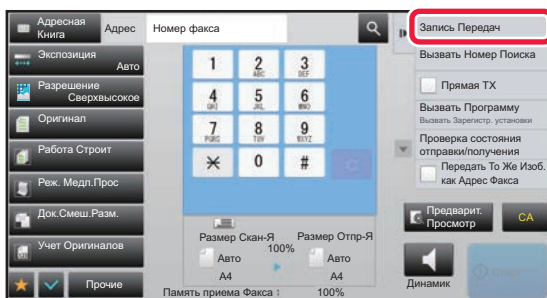 Адресная
Книга
Адрес
Номер факса
Запись Передач
Экспозиция
Авто
Разрешение
Сверхвысокое
Оригинал
Работа Строит
Реж. Медл.Прос
Док.Смеш.Разм.
Учет Оригиналов
Прочие
1
2 ABC
3 DEF
4 GHI
5 JKL
6 MNO
7 PQRS
8 TUV
9 WXYZ
0
#
C
Размер Скан-Я
100%
Размер Отпр-Я
Авто
A4
Авто
A4
Память приема Факса :
100%
Вызвать Номер Поиска
Прямая TX
Вызвать Программу
Вызвать Зарегистр. установки
Проверка состояния
отправки/получения
Передать То Же Изоб.
как Адрес Факса
Предварит.
Просмотр
CA
Динамик